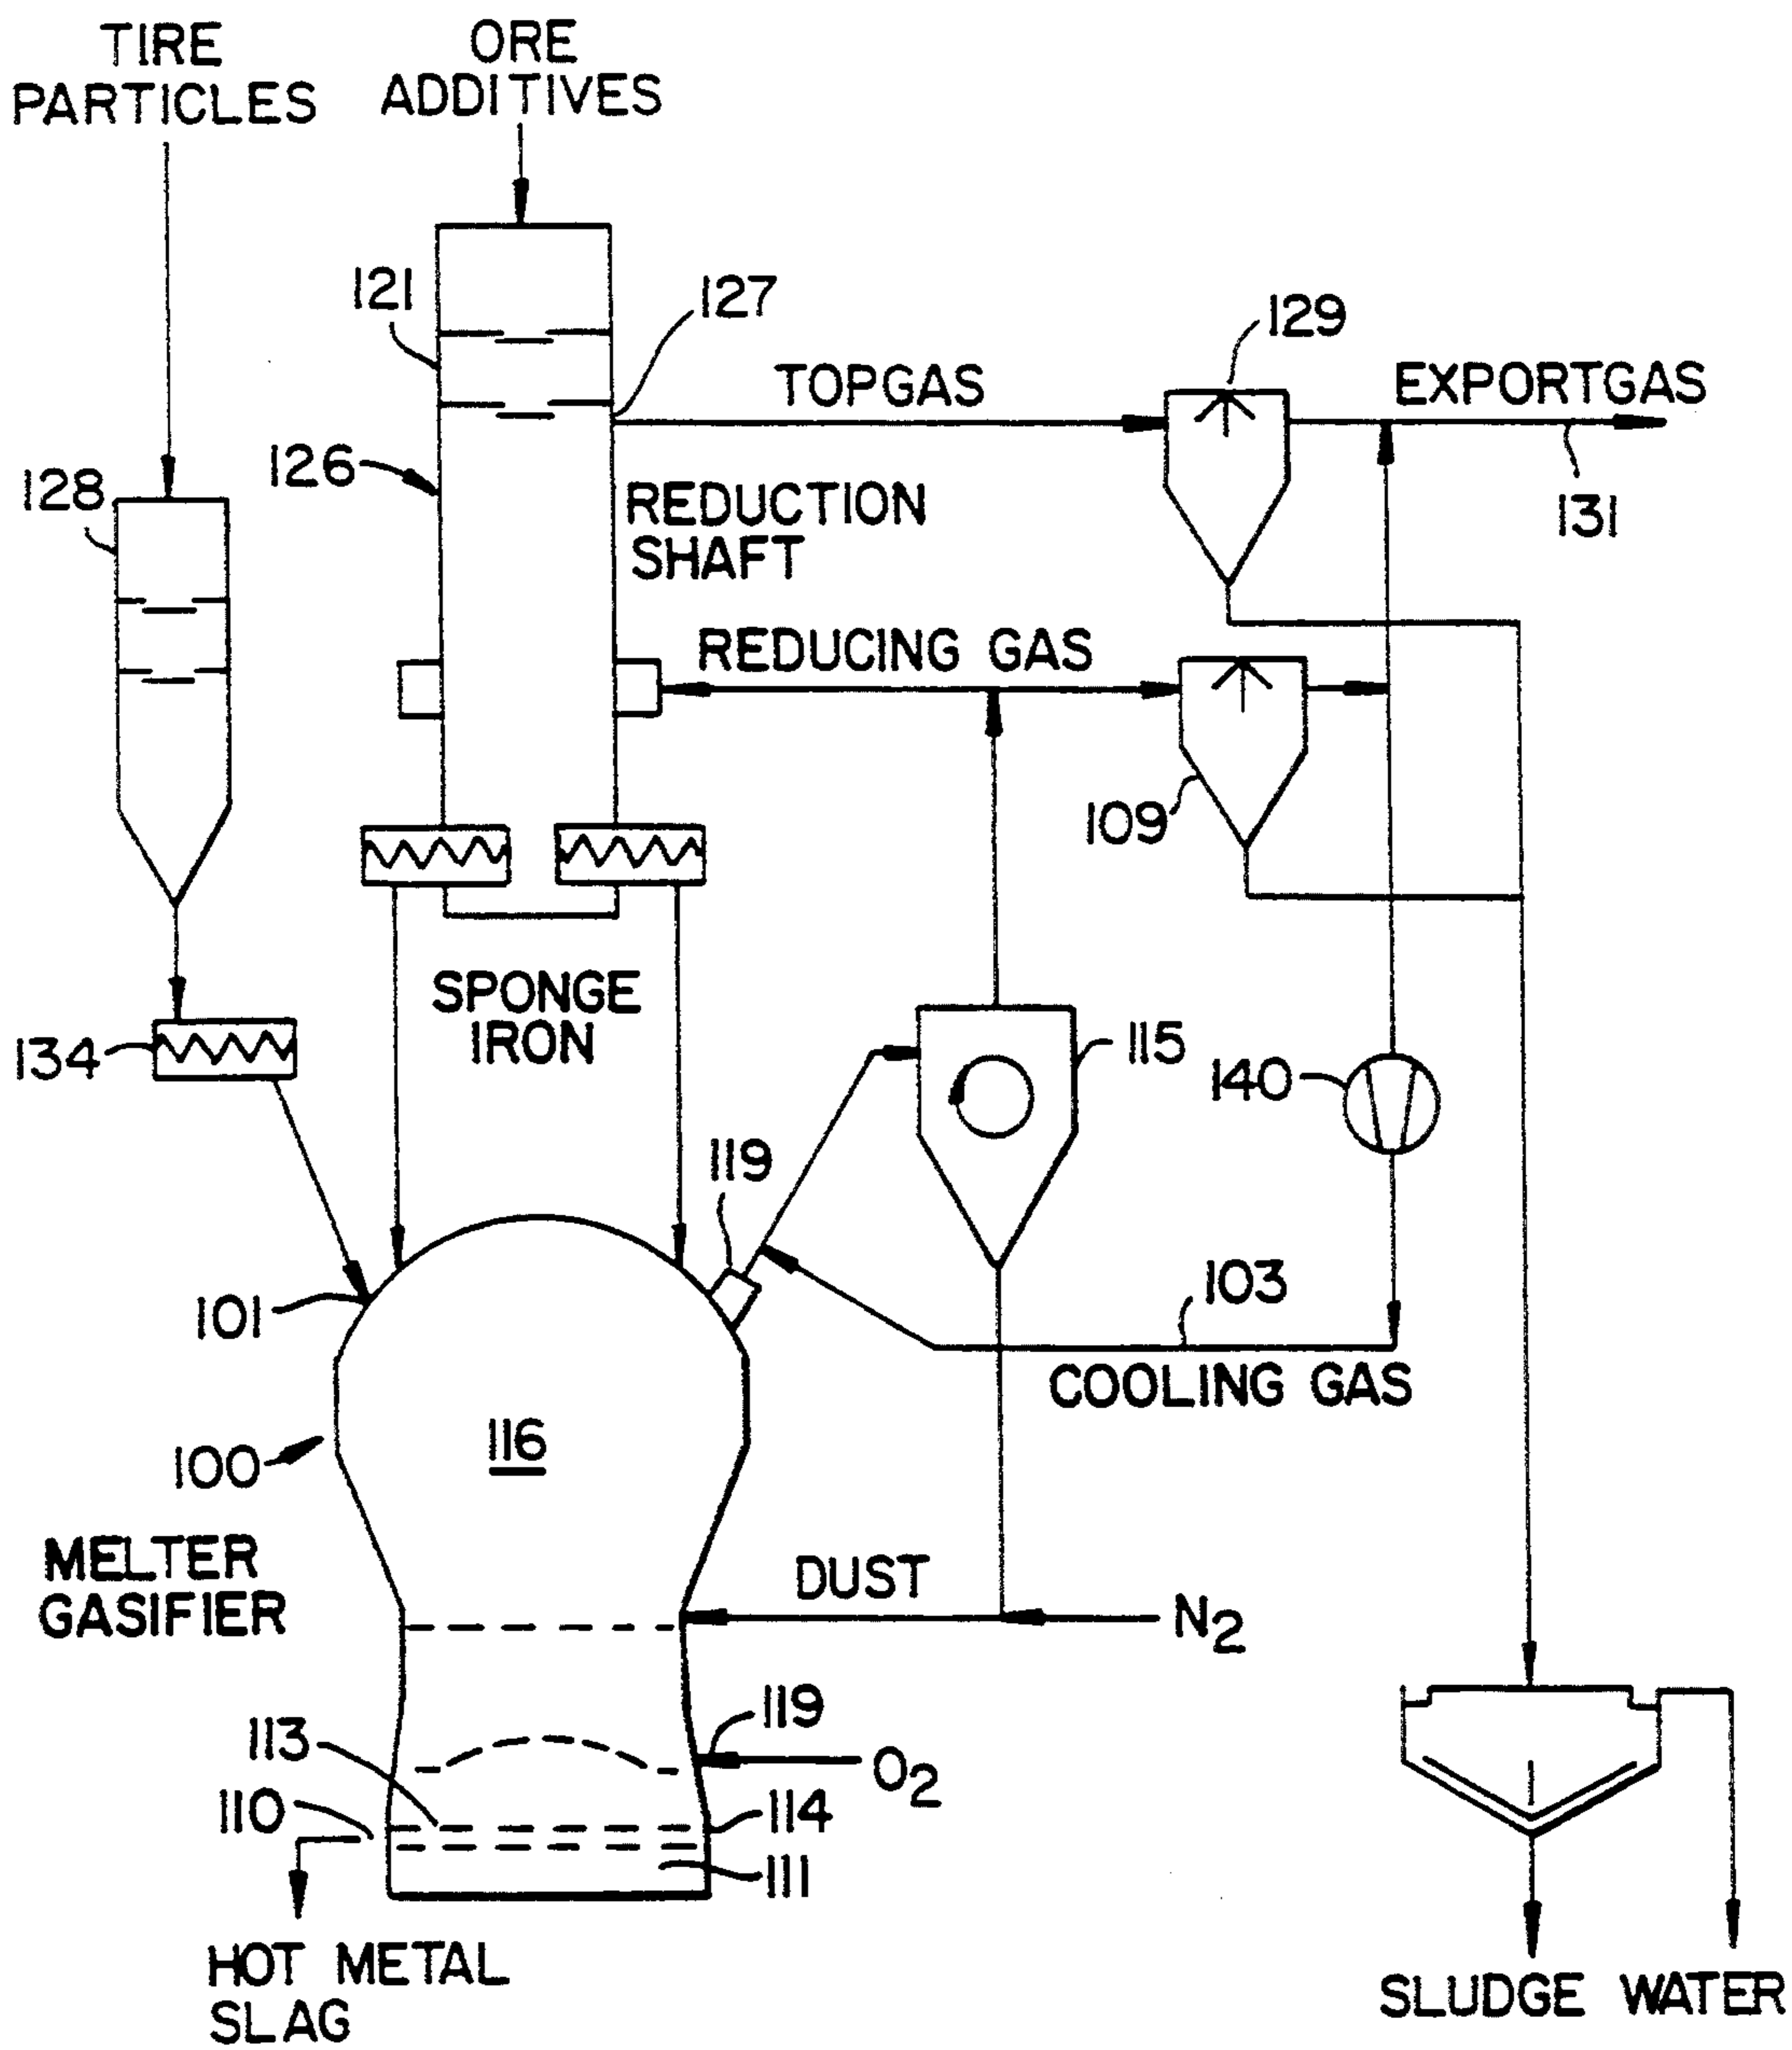 TIRE
PARTICLES
ORE
ADDITIVES
121
127
129
TOPGAS
EXPORTGAS
126
128
REDUCTION
SHAFT
131
REDUCING GAS
109
SPONGE
IRON
134
115
140
119
101
103
COOLING GAS
116
100
MELTER
GASIFIER
DUST
N2
119
113
O2
110
114
111
HOT METAL
SLAG
SLUDGE WATER